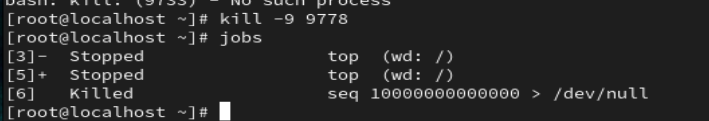 bash: kill: (9733) - No such process
[root@localhost ~]# kill -9 9778
[root@localhost ~]# jobs
[3]-  Stopped                 top  (wd: /)
[5]+  Stopped                 top  (wd: /)
[6]   Killed                  seq 10000000000000 > /dev/null
[root@localhost ~]#